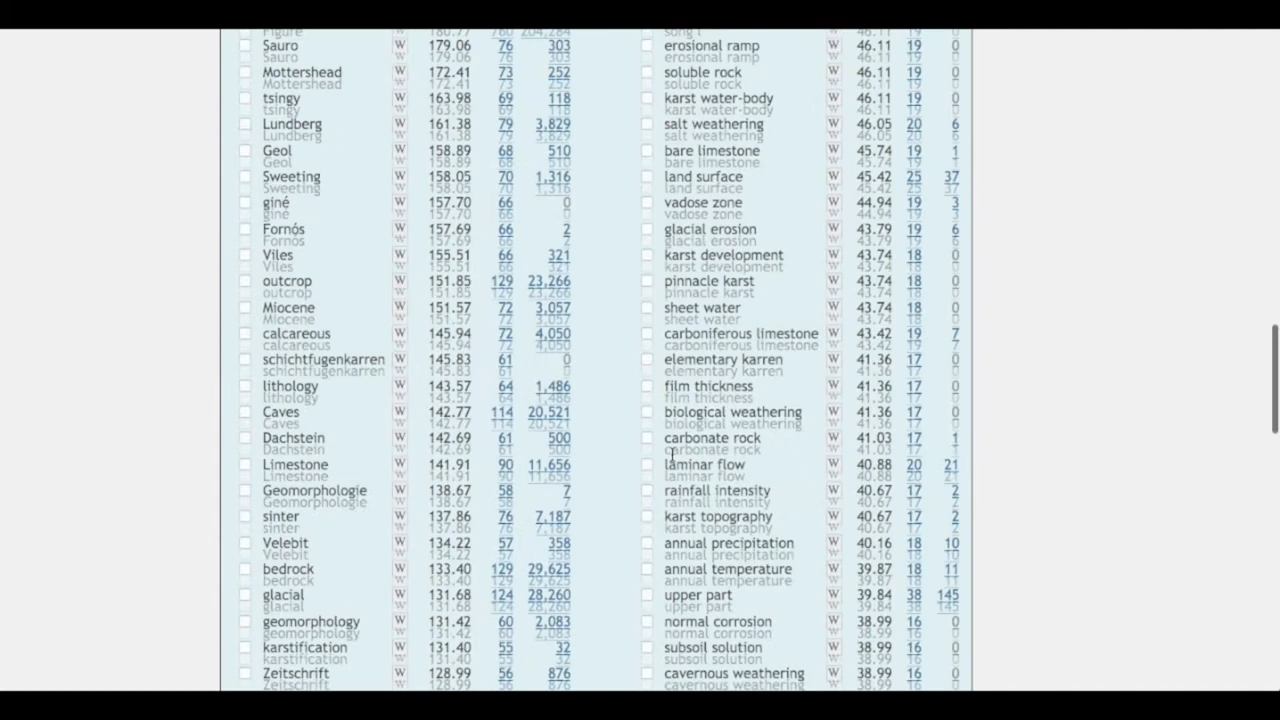 Figure W 180.77 760 204,284
Sauro W 179.06 76 303
Mottershead W 172.41 73 252
tsingy W 163.98 69 118
Lundberg W 161.38 79 3,829
Geol W 158.89 68 510
Sweeting W 158.05 70 1,316
giné W 157.70 66 0
Fornós W 157.69 66 2
Viles W 155.51 66 321
outcrop W 151.85 129 23,266
Miocene W 151.57 72 3,057
calcareous W 145.94 72 4,050
schichtfugenkarren W 145.83 61 0
lithology W 143.57 64 1,486
Caves W 142.77 114 20,521
Dachstein W 142.69 61 500
Limestone W 141.91 90 11,656
Geomorphologie W 138.67 58 7
sinter W 137.86 76 7,187
Velebit W 134.22 57 358
bedrock W 133.40 129 29,625
glacial W 131.68 124 28,260
geomorphology W 131.42 60 2,083
karstification W 131.40 55 32
Zeitschrift W 128.99 56 876
46.11 19 0
erosional ramp W 46.11 19 0
soluble rock W 46.11 19 0
karst water-body W 46.11 19 0
salt weathering W 46.05 20 6
bare limestone W 45.74 19 1
land surface W 45.42 25 37
vadose zone W 44.94 19 3
glacial erosion W 43.79 19 6
karst development W 43.74 18 0
pinnacle karst W 43.74 18 0
sheet water W 43.74 18 0
carboniferous limestone W 43.42 19 7
elementary karren W 41.36 17 0
film thickness W 41.36 17 0
biological weathering W 41.36 17 0
carbonate rock W 41.03 17 1
laminar flow W 40.88 20 21
rainfall intensity W 40.67 17 2
karst topography W 40.67 17 2
annual precipitation W 40.16 18 10
annual temperature W 39.87 18 11
upper part W 39.84 38 145
normal corrosion W 38.99 16 0
subsoil solution W 38.99 16 0
cavernous weathering W 38.99 16 0